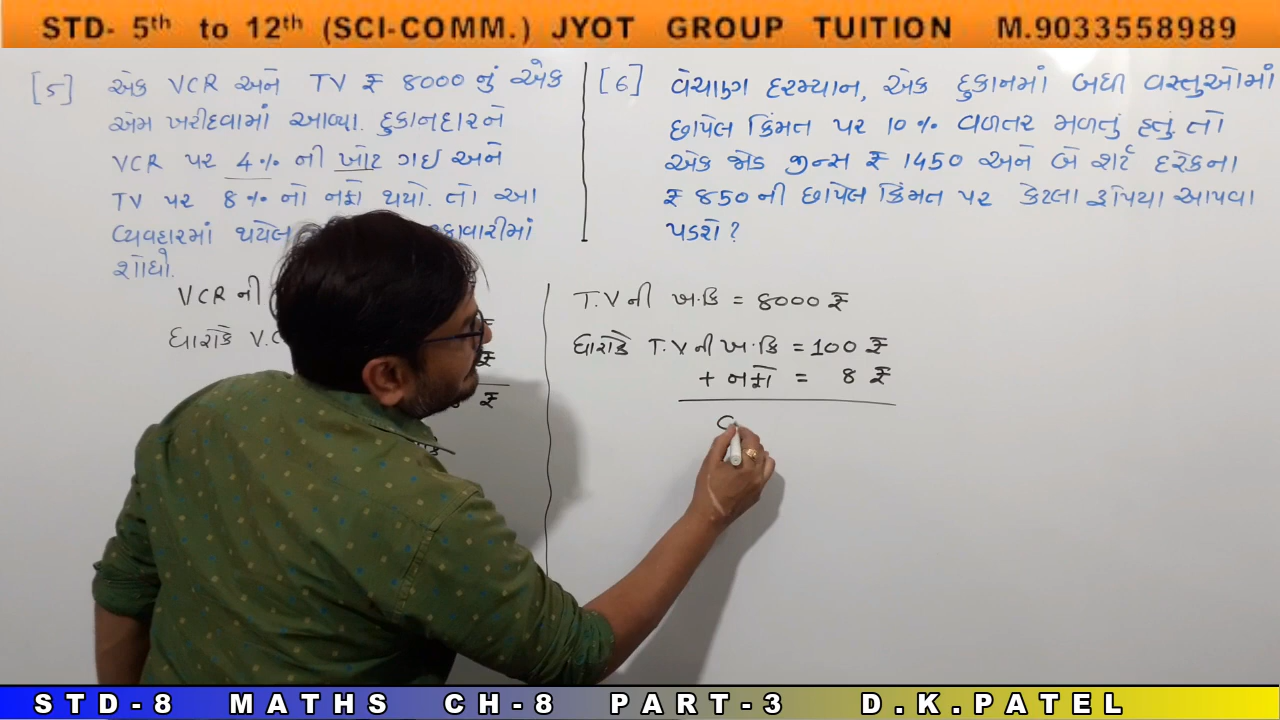 STD- 5th to 12th (SCI-COMM.) JYOT GROUP TUITION M.9033558989
[5] એક VCR અને TV ₹ 8000 નું એક
એમ ખરીદવામાં આવ્યા. દુકાનદારને
VCR પર 4% ની ખોટ ગઇ અને
TV પર 8% નો નફો થયો. તો આ
વ્યવહારમાં થયેલ
શોધો.
[6] વેચાણ દરમ્યાન, એક દુકાનમાં બધી વસ્તુઓમાં
છાપેલ કિંમત પર 10% વળતર મળતું હતું તો
એક જોડ જીન્સ ₹ 1450 અને બે શર્ટ દરેકના
₹ 850 ની છાપેલ કિંમત પર કેટલા રૂપિયા આપવા
પડશે?
VCR ની
ધારોકે V.C
₹
₹
₹
T.V ની ખ.કિં = 8000 ₹
ધારોકે T.V ની ખ.કિં = 100 ₹
+ નફો = 8 ₹
STD-8 MATHS CH-8 PART-3 D.K.PATEL